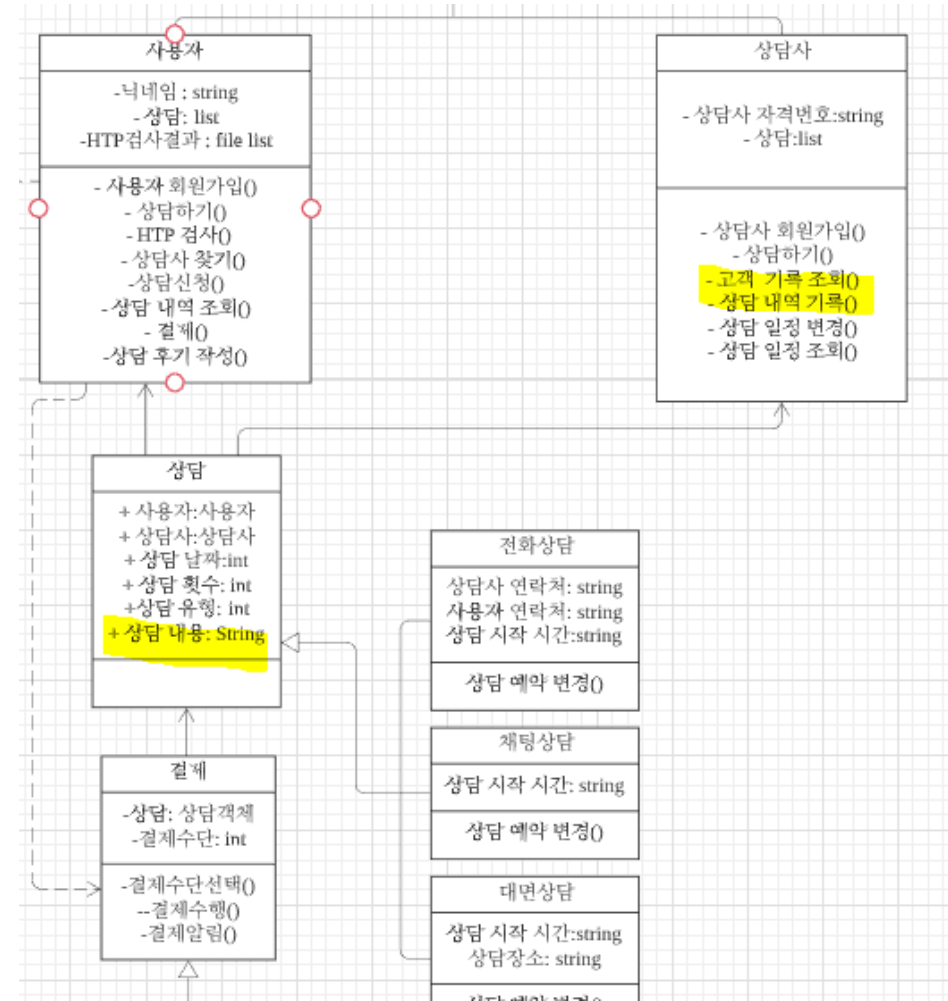 사용자
-닉네임 : string
-상담: list
-HTP검사결과 : file list
- 사용자 회원가입()
- 상담하기()
- HTP 검사()
- 상담사 찾기()
-상담신청()
-상담 내역 조회()
- 결제()
-상담 후기 작성()
상담사
- 상담사 자격번호:string
- 상담:list
- 상담사 회원가입()
- 상담하기()
- 고객 기록 조회()
- 상담 내역 기록()
- 상담 일정 변경()
- 상담 일정 조회()
상담
+ 사용자:사용자
+ 상담사:상담사
+ 상담 날짜:int
+ 상담 횟수: int
+상담 유형: int
+ 상담 내용: String
전화상담
상담사 연락처: string
사용자 연락처: string
상담 시작 시간:string
상담 예약 변경()
채팅상담
상담 시작 시간: string
상담 예약 변경()
결제
-상담: 상담객체
-결제수단: int
-결제수단선택()
--결제수행()
-결제알림()
대면상담
상담 시작 시간:string
상담장소: string
상담 예약 변경()